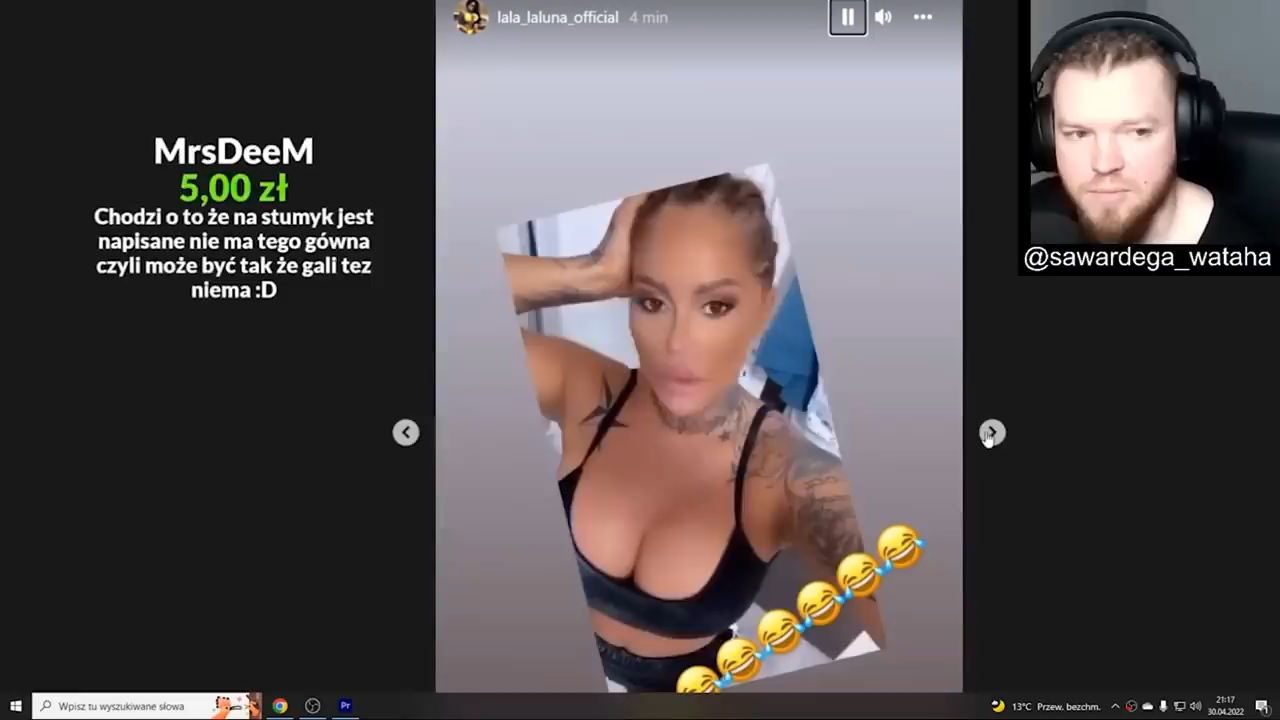 lala_laluna_official 4 min
MrsDeeM
5,00 zł
Chodzi o to że na stumyk jest
napisane nie ma tego gówna
czyli może być tak że gali tez
niema :D
@sawardega_wataha
Wpisz tu wyszukiwane słowa
Pr
13°C Przew. bezchm.
21:17
30.04.2022